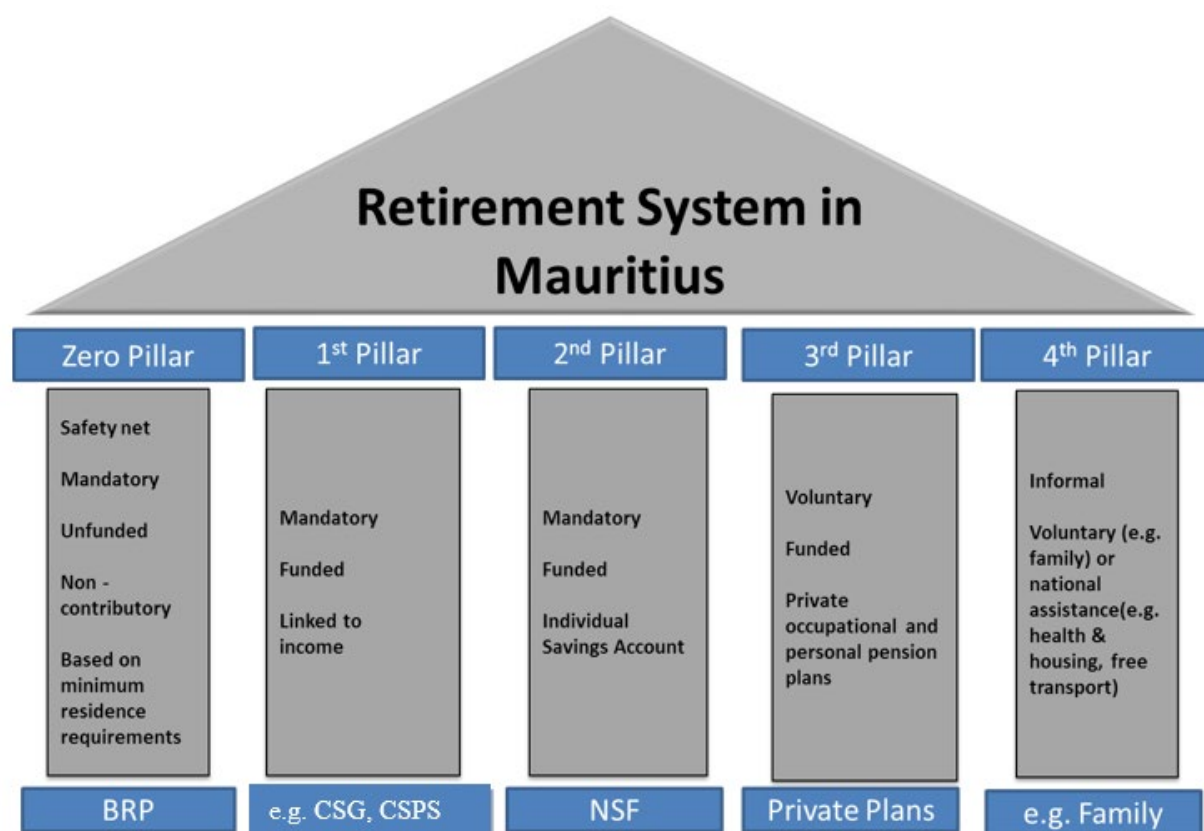 Retirement System in
Mauritius
Zero Pillar
1st Pillar
2nd Pillar
3rd Pillar
4th Pillar
Safety net
Mandatory
Unfunded
Non -
contributory
Based on
minimum
residence
requirements
Mandatory
Funded
Linked to
income
Mandatory
Funded
Individual
Savings Account
Voluntary
Funded
Private
occupational and
personal pension
plans
Informal
Voluntary (e.g.
family) or
national
assistance(e.g.
health &
housing, free
transport)
BRP
e.g. CSG, CSPS
NSF
Private Plans
e.g. Family